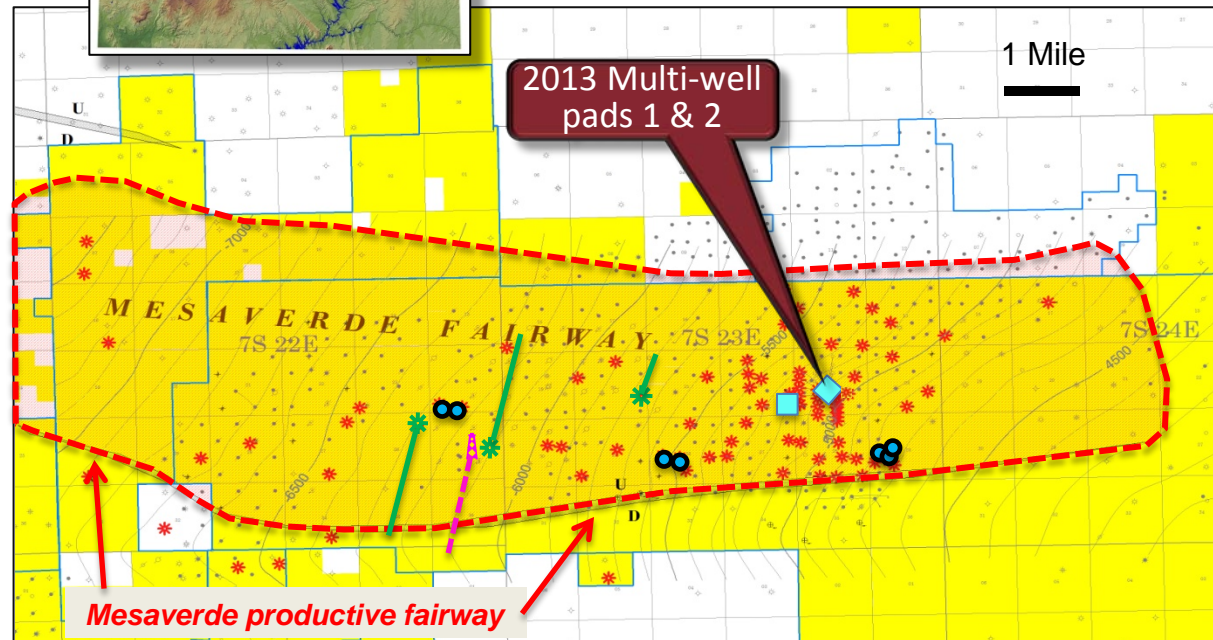 1 Mile
2013 Multi-well
pads 1 & 2
U
D
-7000
MESAVERDE FAIRWAY
7S 22E
7S 23E
7S 24E
-5500
4500
-5000
-6500
-6000
U
D
Mesaverde productive fairway